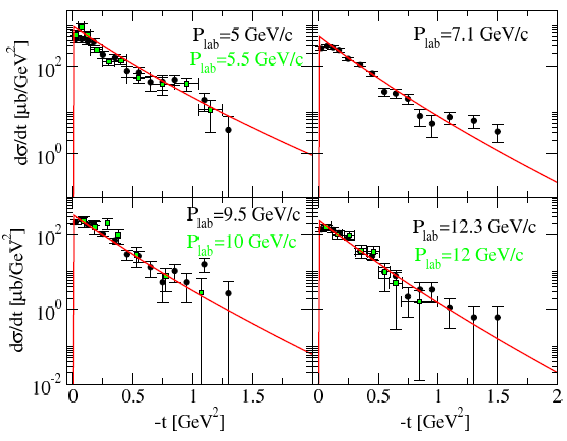 P_lab=5 GeV/c
P_lab=5.5 GeV/c
P_lab=7.1 GeV/c
dσ/dt [μb/GeV²]
10²
10⁰
P_lab=9.5 GeV/c
P_lab=10 GeV/c
P_lab=12.3 GeV/c
P_lab=12 GeV/c
dσ/dt [μb/GeV²]
10²
10⁰
10⁻²
0 0.5 1 1.5 0 0.5 1 1.5 2
-t [GeV²] -t [GeV²]